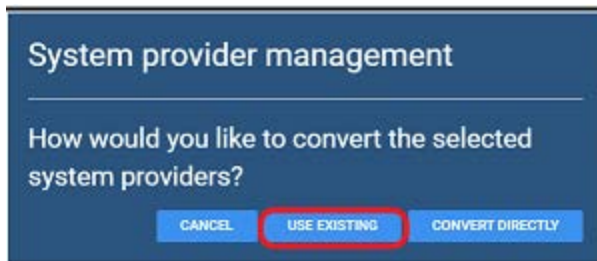 System provider management
How would you like to convert the selected
system providers?
CANCEL USE EXISTING CONVERT DIRECTLY